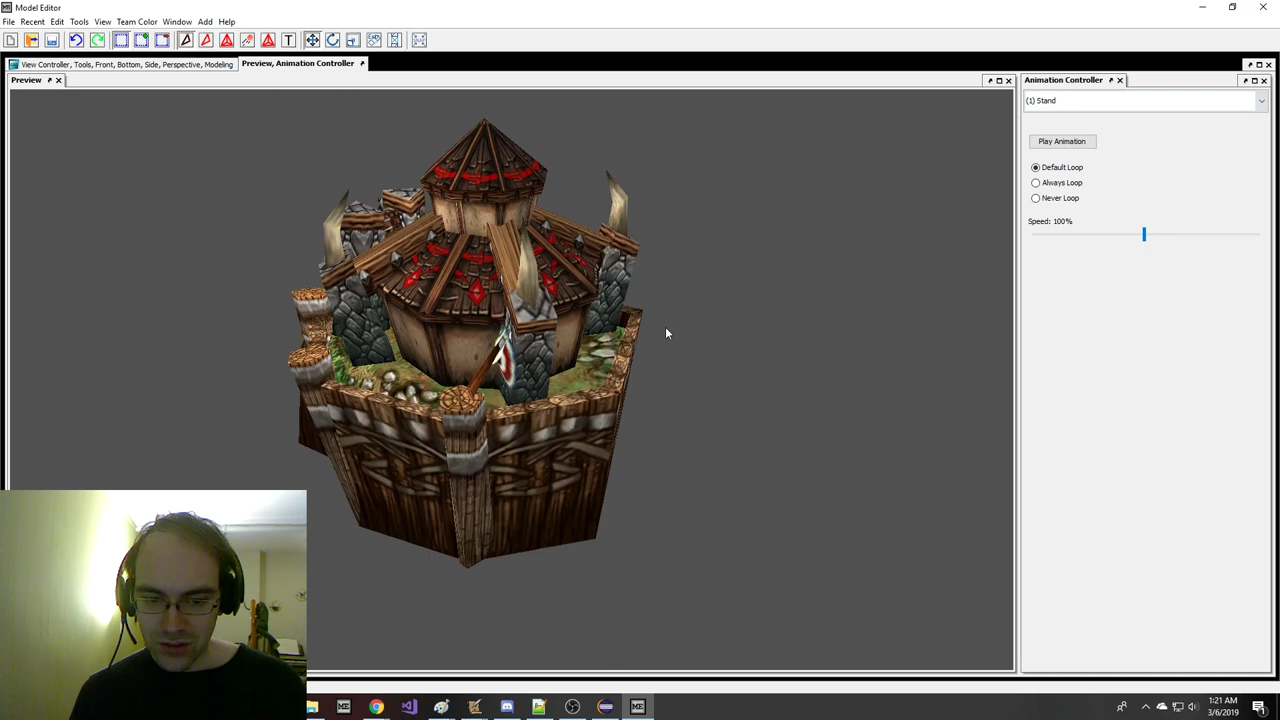 Model Editor
File Recent Edit Tools View Team Color Window Add Help
View Controller, Tools, Front, Bottom, Side, Perspective, Modeling
Preview, Animation Controller
Preview
Animation Controller
(1) Stand
Play Animation
Default Loop
Always Loop
Never Loop
Speed: 100%
1:21 AM
3/6/2019